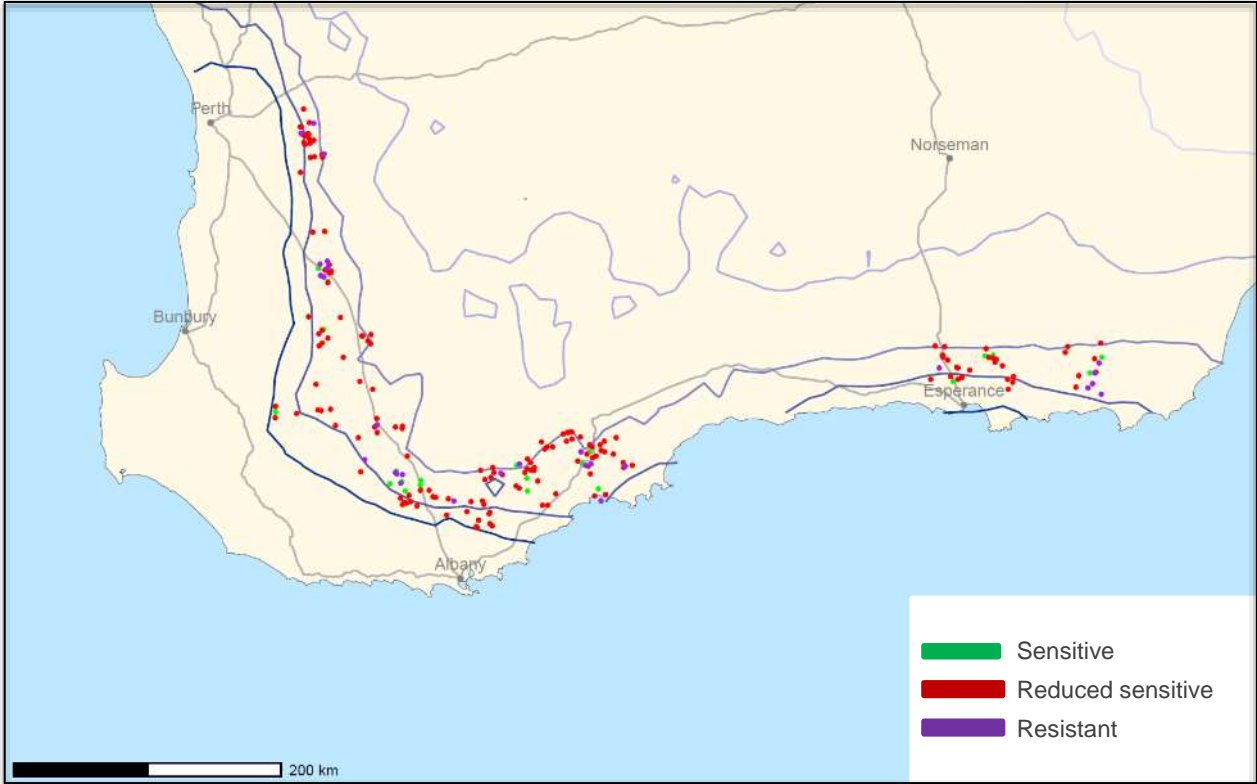 Perth
Norseman
Bunbury
Esperance
Albany
Sensitive
Reduced sensitive
Resistant
200 km